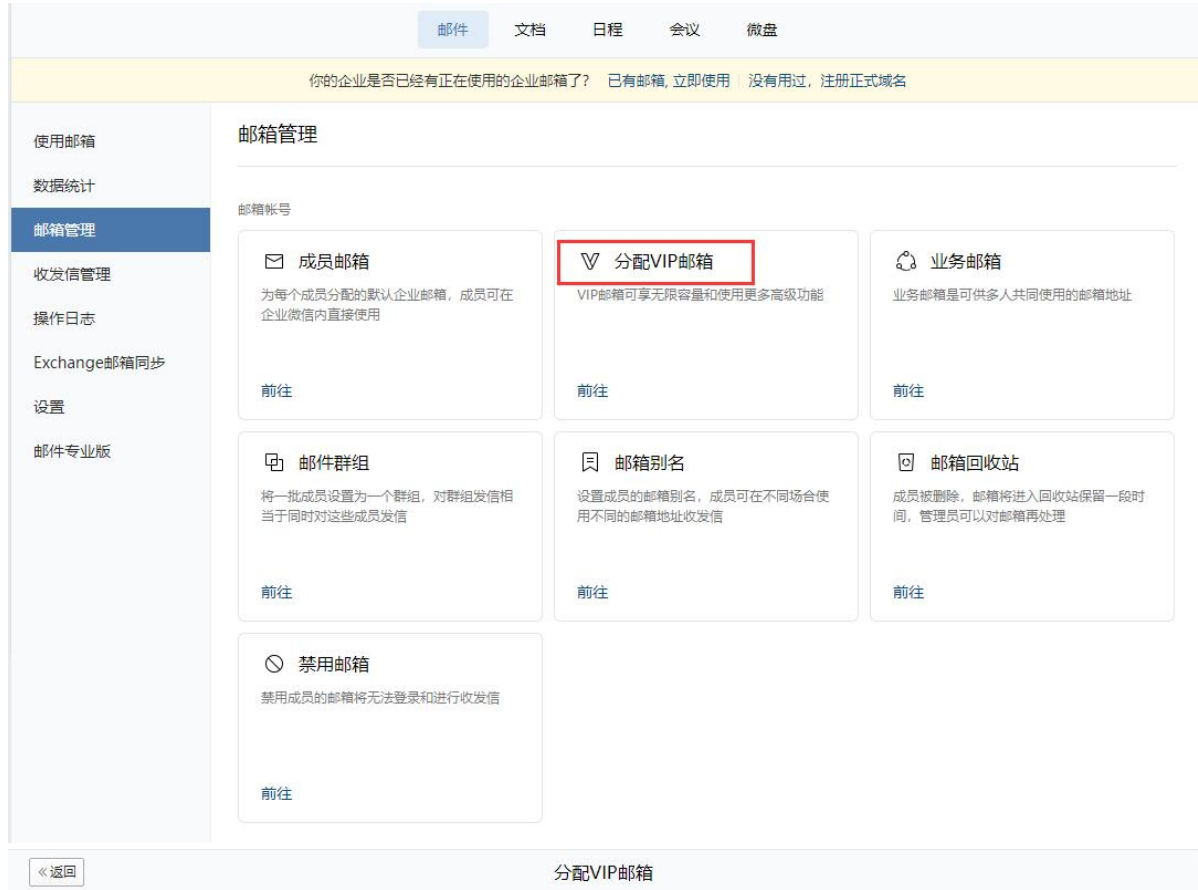 邮件 文档 日程 会议 微盘
你的企业是否已经有正在使用的企业邮箱了? 已有邮箱, 立即使用 没有用过，注册正式域名
使用邮箱
数据统计
邮箱管理
收发信管理
操作日志
Exchange邮箱同步
设置
邮件专业版
邮箱管理
邮箱帐号
成员邮箱
为每个成员分配的默认企业邮箱，成员可在
企业微信内直接使用
前往
分配VIP邮箱
VIP邮箱可享无限容量和使用更多高级功能
前往
业务邮箱
业务邮箱是可供多人共同使用的邮箱地址
前往
邮件群组
将一批成员设置为一个群组，对群组发信相
当于同时对这些成员发信
前往
邮箱别名
设置成员的邮箱别名，成员可在不同场合使
用不同的邮箱地址收发信
前往
邮箱回收站
成员被删除，邮箱将进入回收站保留一段时
间，管理员可以对邮箱再处理
前往
禁用邮箱
禁用成员的邮箱将无法登录和进行收发信
前往
«返回
分配VIP邮箱